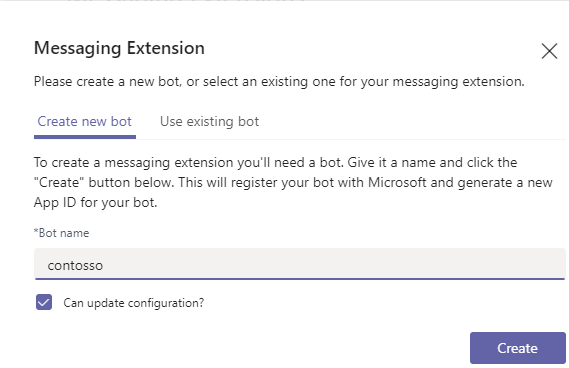 Messaging Extension
Please create a new bot, or select an existing one for your messaging extension.
Create new bot Use existing bot
To create a messaging extension you'll need a bot. Give it a name and click the
"Create" button below. This will register your bot with Microsoft and generate a new
App ID for your bot.
*Bot name
contosso
Can update configuration?
Create